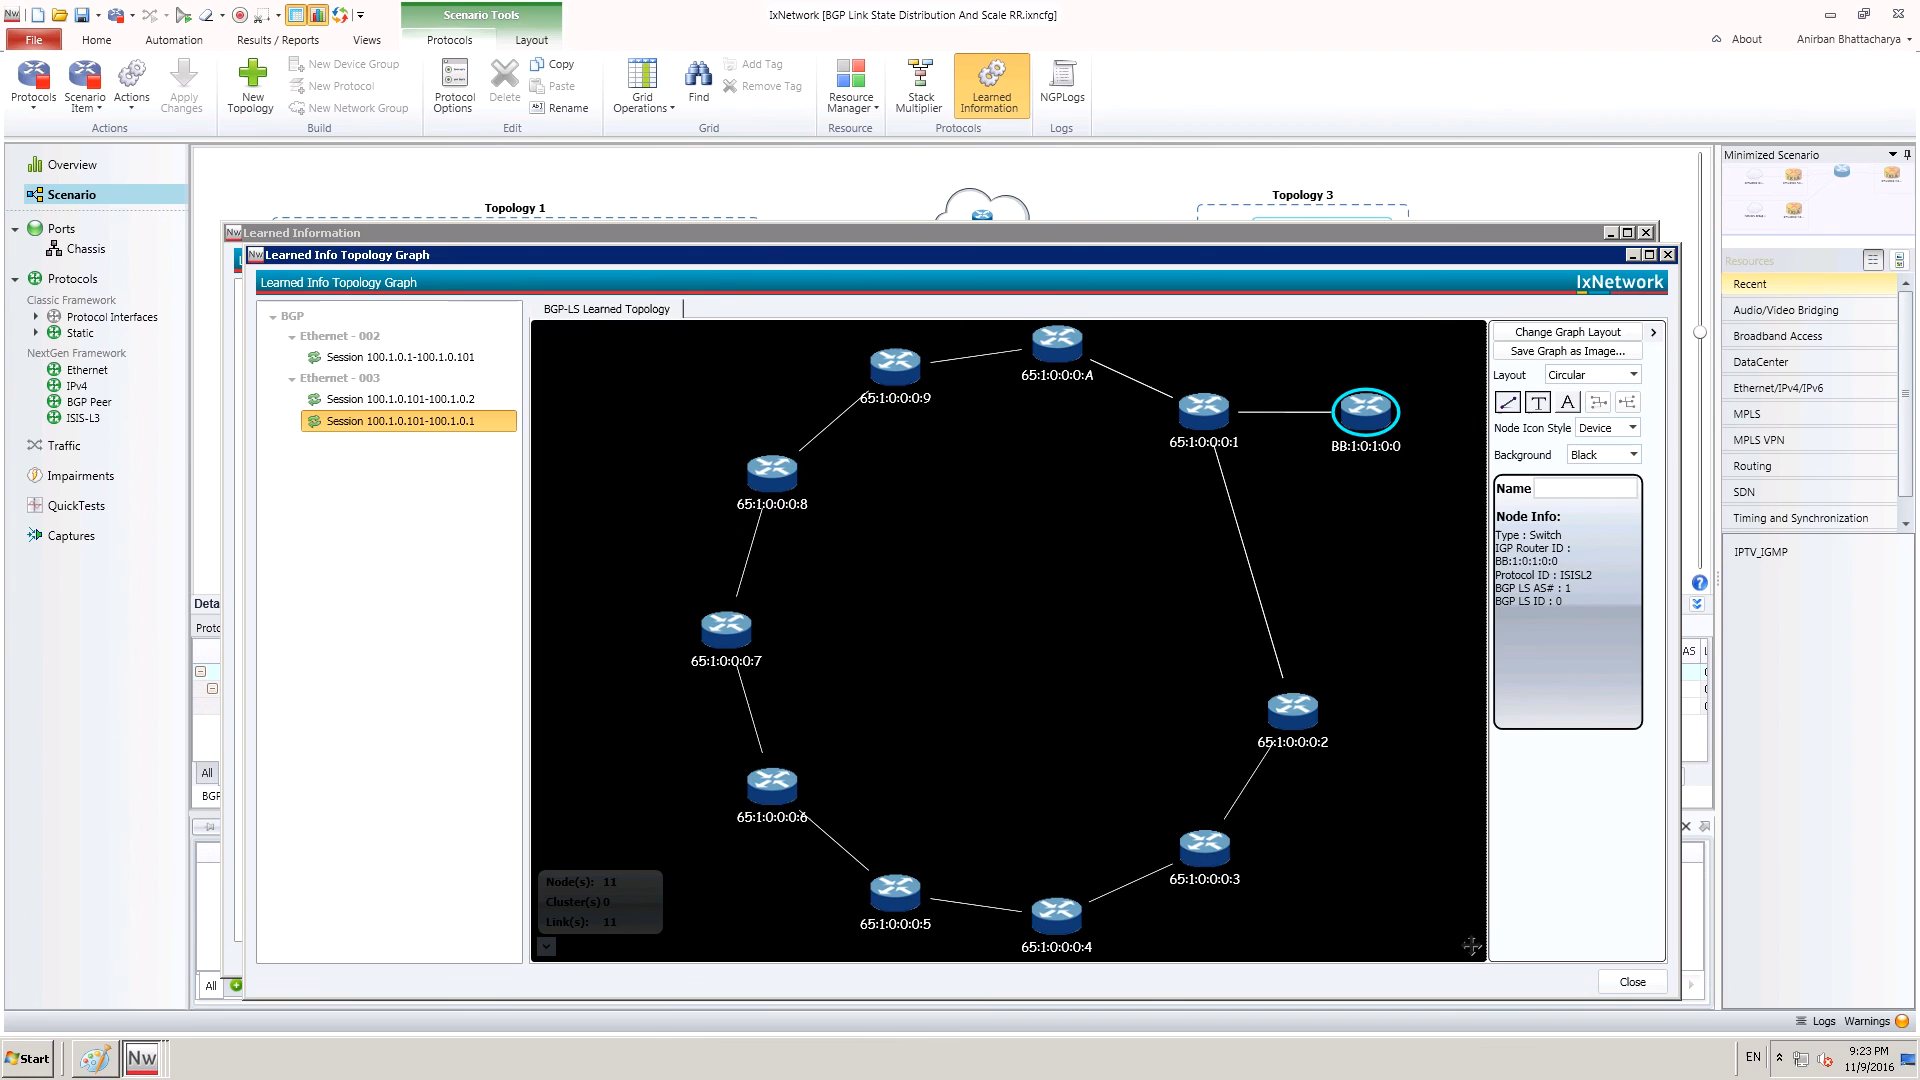 Nw
Scenario Tools
IxNetwork [BGP Link State Distribution And Scale RR.ixncfg]
File
Home
Automation
Results / Reports
Views
Protocols
Layout
About
Anirban Bhattacharya
Protocols
Scenario Item
Actions
Apply Changes
Actions
New Topology
New Device Group
New Protocol
New Network Group
Build
Protocol Options
Delete
Copy
Paste
Rename
Edit
Grid Operations
Find
Add Tag
Remove Tag
Grid
Resource Manager
Resource
Stack Multiplier
Learned Information
Protocols
NGPLogs
Logs
Overview
Scenario
Ports
Chassis
Protocols
Classic Framework
Protocol Interfaces
Static
NextGen Framework
Ethernet
IPv4
BGP Peer
ISIS-L3
Traffic
Impairments
QuickTests
Captures
Topology 1
Topology 3
Nw Learned Information
Nw Learned Info Topology Graph
Learned Info Topology Graph
IxNetwork
BGP
Ethernet - 002
Session 100.1.0.1-100.1.0.101
Ethernet - 003
Session 100.1.0.101-100.1.0.2
Session 100.1.0.101-100.1.0.1
BGP-LS Learned Topology
65:1:0:0:0:A
65:1:0:0:0:9
65:1:0:0:0:1
BB:1:0:1:0:0
65:1:0:0:0:8
65:1:0:0:0:7
65:1:0:0:0:2
65:1:0:0:0:6
65:1:0:0:0:3
65:1:0:0:0:5
65:1:0:0:0:4
Node(s): 11
Cluster(s) 0
Link(s): 11
Change Graph Layout
Save Graph as Image...
Layout Circular
T A
Node Icon Style Device
Background Black
Name
Node Info:
Type : Switch
IGP Router ID :
BB:1:0:1:0:0
Protocol ID : ISISL2
BGP LS AS# : 1
BGP LS ID : 0
Close
Deta
Proto
AS
All
BGP
All
Minimized Scenario
Resources
Recent
Audio/Video Bridging
Broadband Access
DataCenter
Ethernet/IPv4/IPv6
MPLS
MPLS VPN
Routing
SDN
Timing and Synchronization
IPTV_IGMP
Logs
Warnings
Start
Nw
EN
9:23 PM
11/9/2016